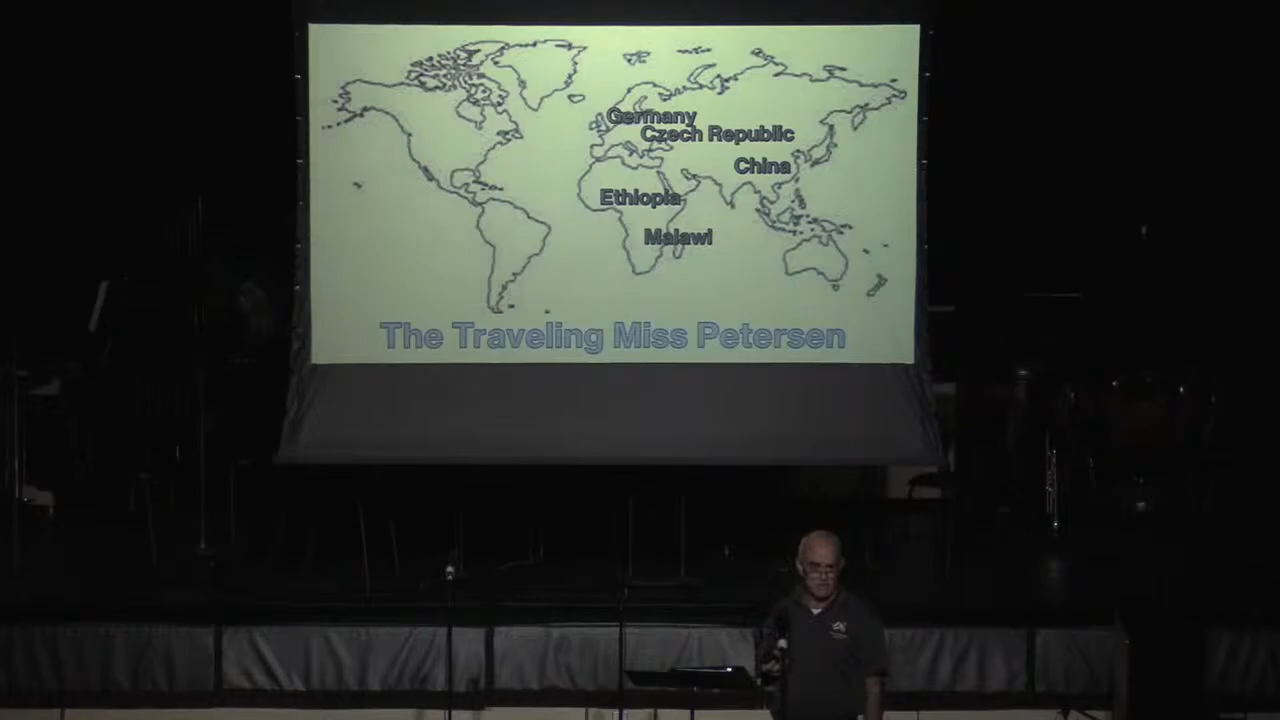 Germany
Czech Republic
China
Ethiopia
Malawi
The Traveling Miss Petersen